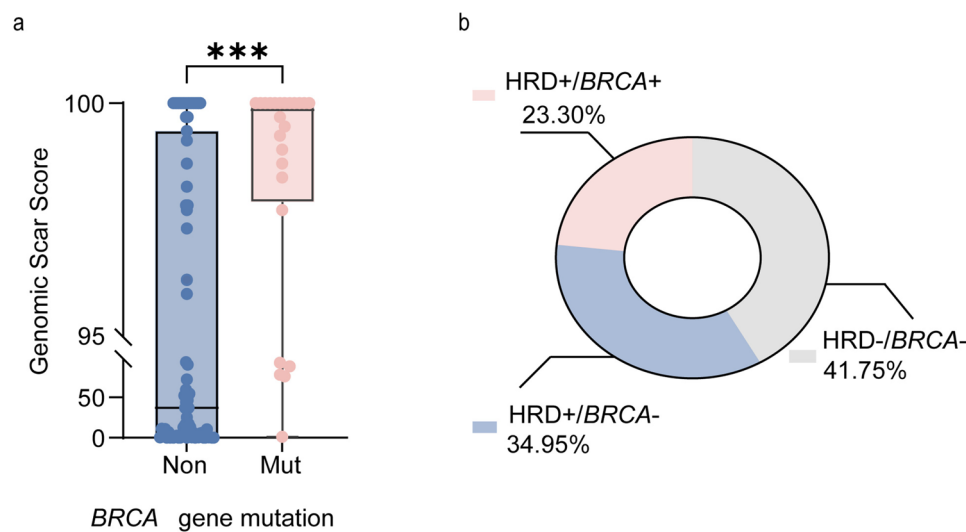 a
***
100
95
50
0
Genomic Scar Score
Non
Mut
BRCA gene mutation
b
HRD+/BRCA+
23.30%
HRD-/BRCA-
41.75%
HRD+/BRCA-
34.95%